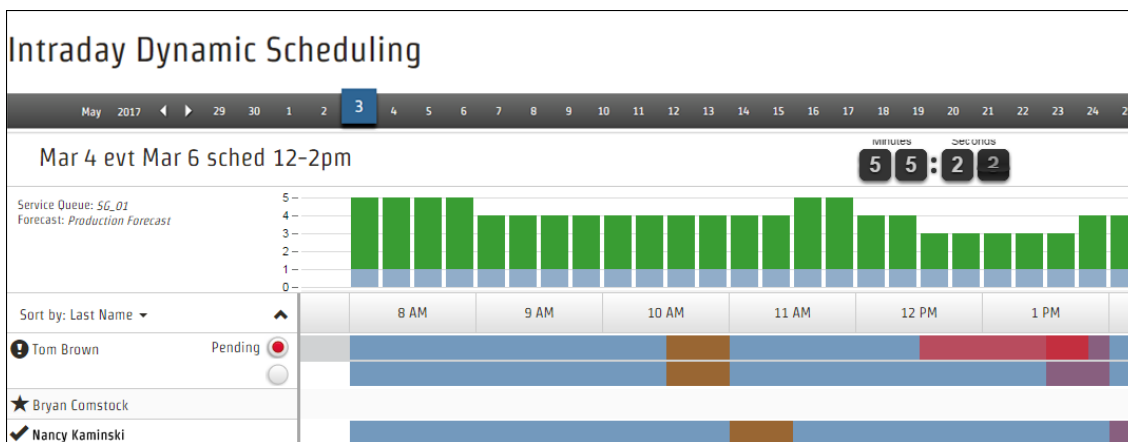 Intraday Dynamic Scheduling
May 2017 29 30 1 2 3 4 5 6 7 8 9 10 11 12 13 14 15 16 17 18 19 20 21 22 23 24
Mar 4 evt Mar 6 sched 12-2pm
Minutes Seconds
5 5 : 2 2
Service Queue: SG_01
Forecast: Production Forecast
5
4
3
2
1
0
Sort by: Last Name
8 AM 9 AM 10 AM 11 AM 12 PM 1 PM
Tom Brown Pending
Bryan Comstock
Nancy Kaminski